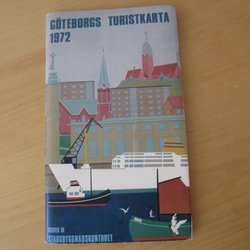 GÖTEBORGS TURISTKARTA
1972
STADSBYGGNADSKONTORET